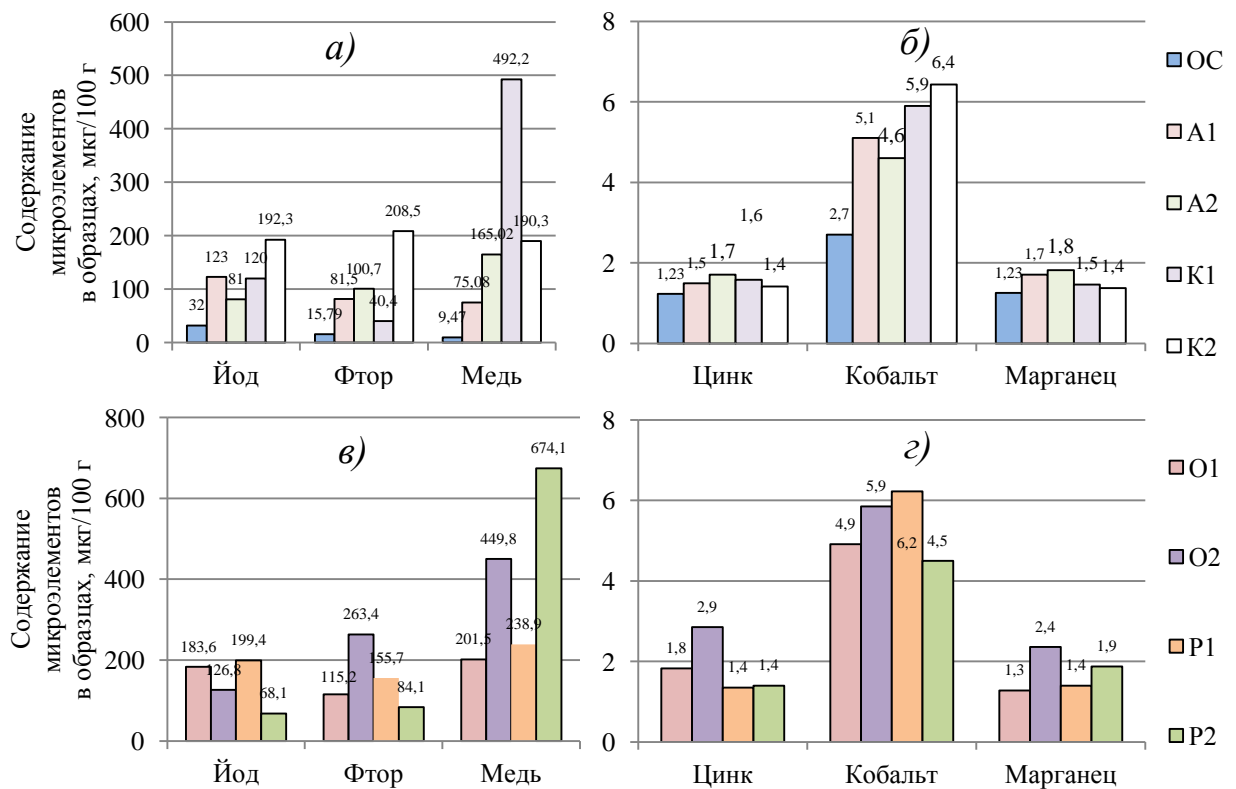 Содержание
микроэлементов
в образцах, мкг/100 г
600
500
400
300
200
100
0
а)
32
123
81
120
192,3
15,79
81,5
100,7
40,4
208,5
9,47
75,08
165,02
492,2
190,3
Йод
Фтор
Медь
8
6
4
2
0
б)
1,23
1,5
1,7
1,6
1,4
2,7
5,1
4,6
5,9
6,4
1,23
1,7
1,8
1,5
1,4
Цинк
Кобальт
Марганец
ОС
А1
А2
К1
К2
Содержание
микроэлементов
в образцах, мкг/100 г
800
600
400
200
0
в)
183,6
126,8
199,4
68,1
115,2
263,4
155,7
84,1
201,5
449,8
238,9
674,1
Йод
Фтор
Медь
8
6
4
2
0
г)
1,8
2,9
1,4
1,4
4,9
5,9
6,2
4,5
1,3
2,4
1,4
1,9
Цинк
Кобальт
Марганец
О1
О2
Р1
Р2